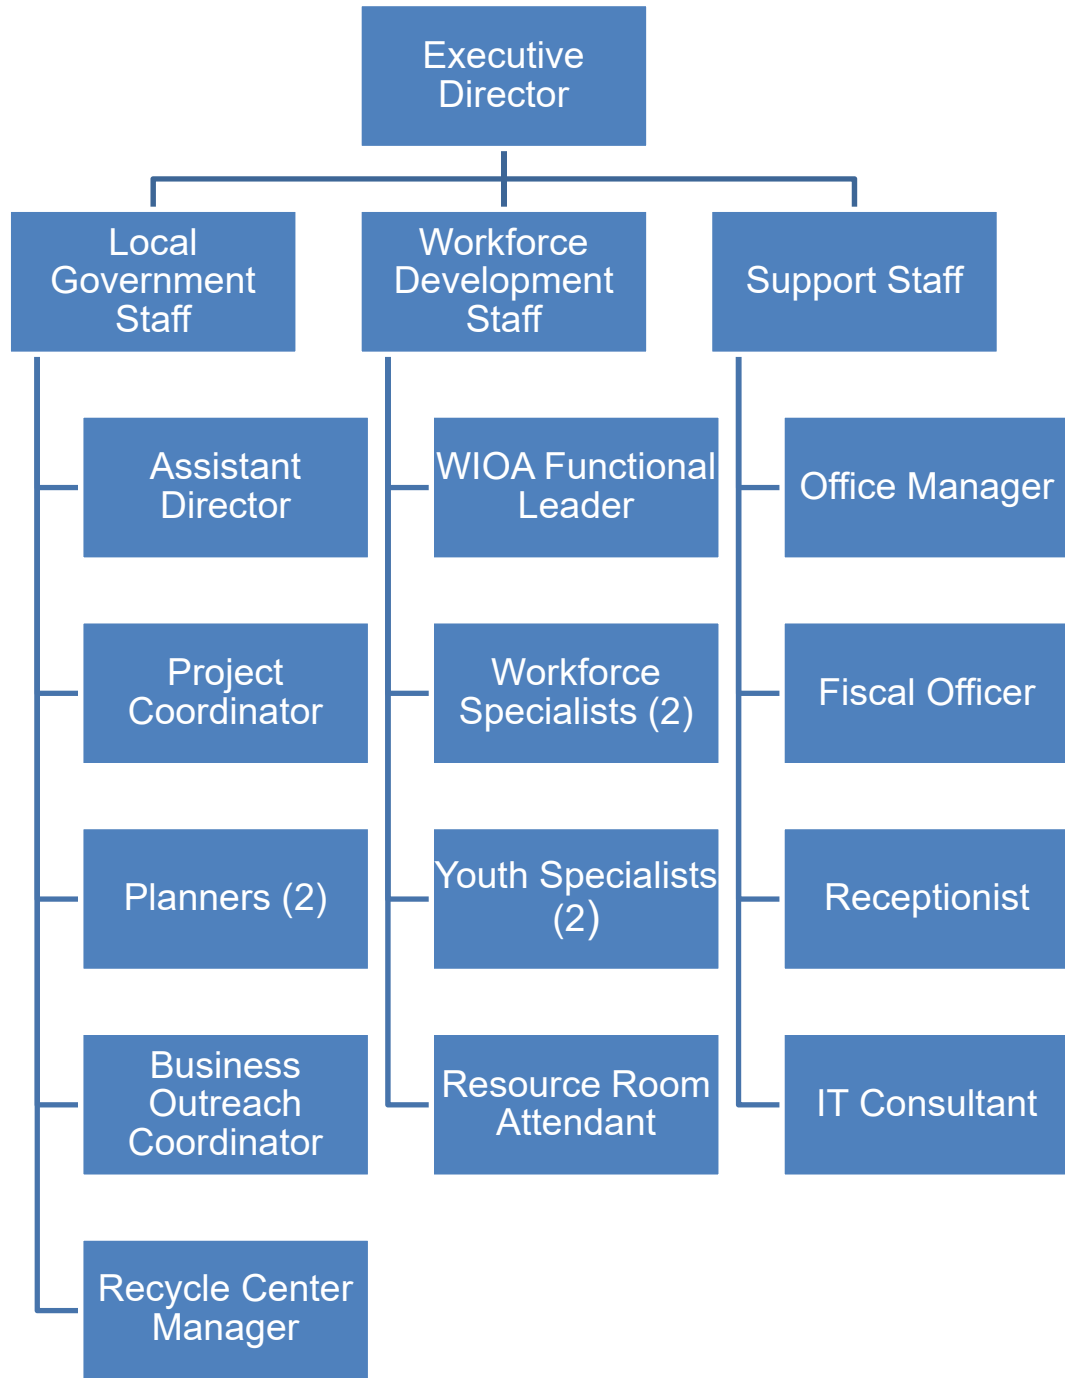 Executive
Director
Local
Government
Staff
Workforce
Development
Staff
Support Staff
Assistant
Director
WIOA Functional
Leader
Office Manager
Project
Coordinator
Workforce
Specialists (2)
Fiscal Officer
Planners (2)
Youth Specialists
(2)
Receptionist
Business
Outreach
Coordinator
Resource Room
Attendant
IT Consultant
Recycle Center
Manager